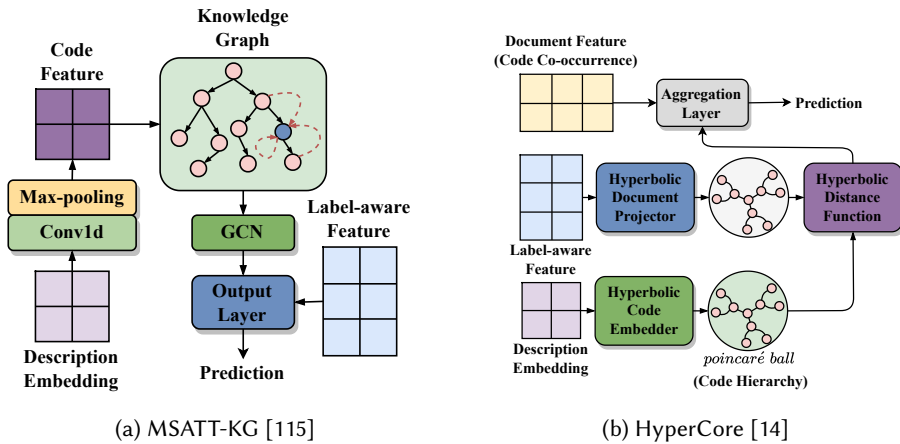 Knowledge
Graph
Code
Feature
Max-pooling
Conv1d
Description
Embedding
GCN
Label-aware
Feature
Output
Layer
Prediction
(a) MSATT-KG [115]
Document Feature
(Code Co-occurrence)
Aggregation
Layer
Prediction
Label-aware
Feature
Hyperbolic
Document
Projector
Hyperbolic
Distance
Function
Description
Embedding
Hyperbolic
Code
Embedder
poincaré ball
(Code Hierarchy)
(b) HyperCore [14]